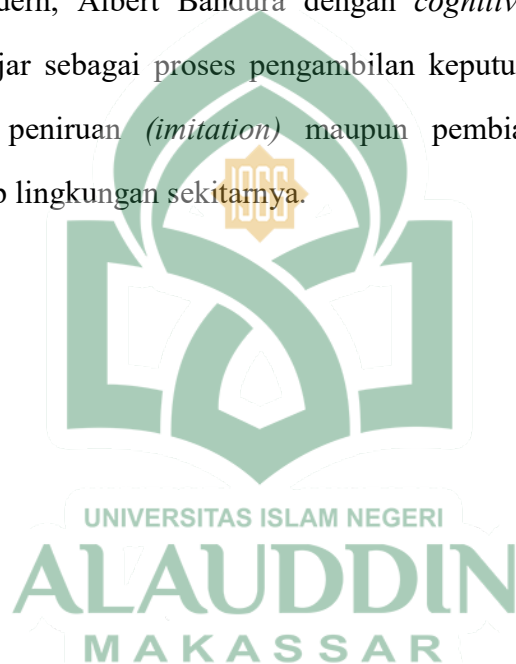 dern, Albert Bandura dengan cognitiv
jar sebagai proses pengambilan keputu
peniruan (imitation) maupun pembia
lingkungan sekitarnya.
1966
UNIVERSITAS ISLAM NEGERI
ALAUDDIN
MAKASSAR